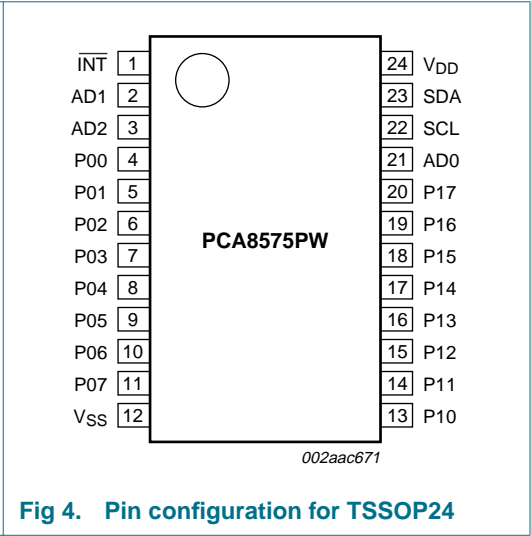 INT 1 24 VDD
AD1 2 23 SDA
AD2 3 22 SCL
P00 4 21 AD0
P01 5 20 P17
P02 6 19 P16
PCA8575PW
P03 7 18 P15
P04 8 17 P14
P05 9 16 P13
P06 10 15 P12
P07 11 14 P11
VSS 12 13 P10
002aac671
Fig 4. Pin configuration for TSSOP24